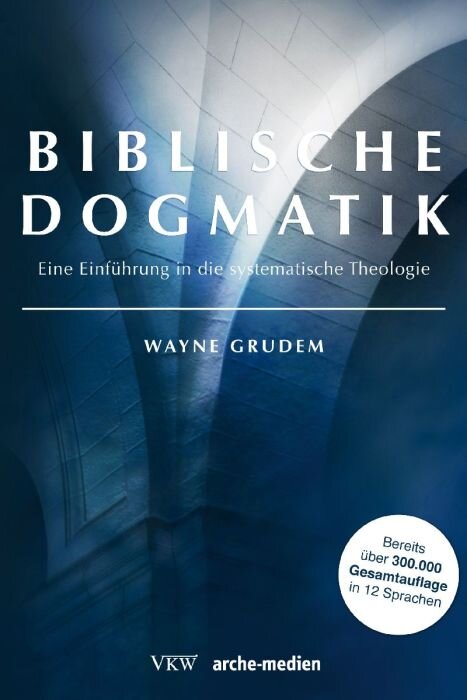 BIBLISCHE
DOGMATIK
Eine Einführung in die systematische Theologie
WAYNE GRUDEM
Bereits
über 300.000
Gesamtauflage
in 12 Sprachen
VKW arche-medien